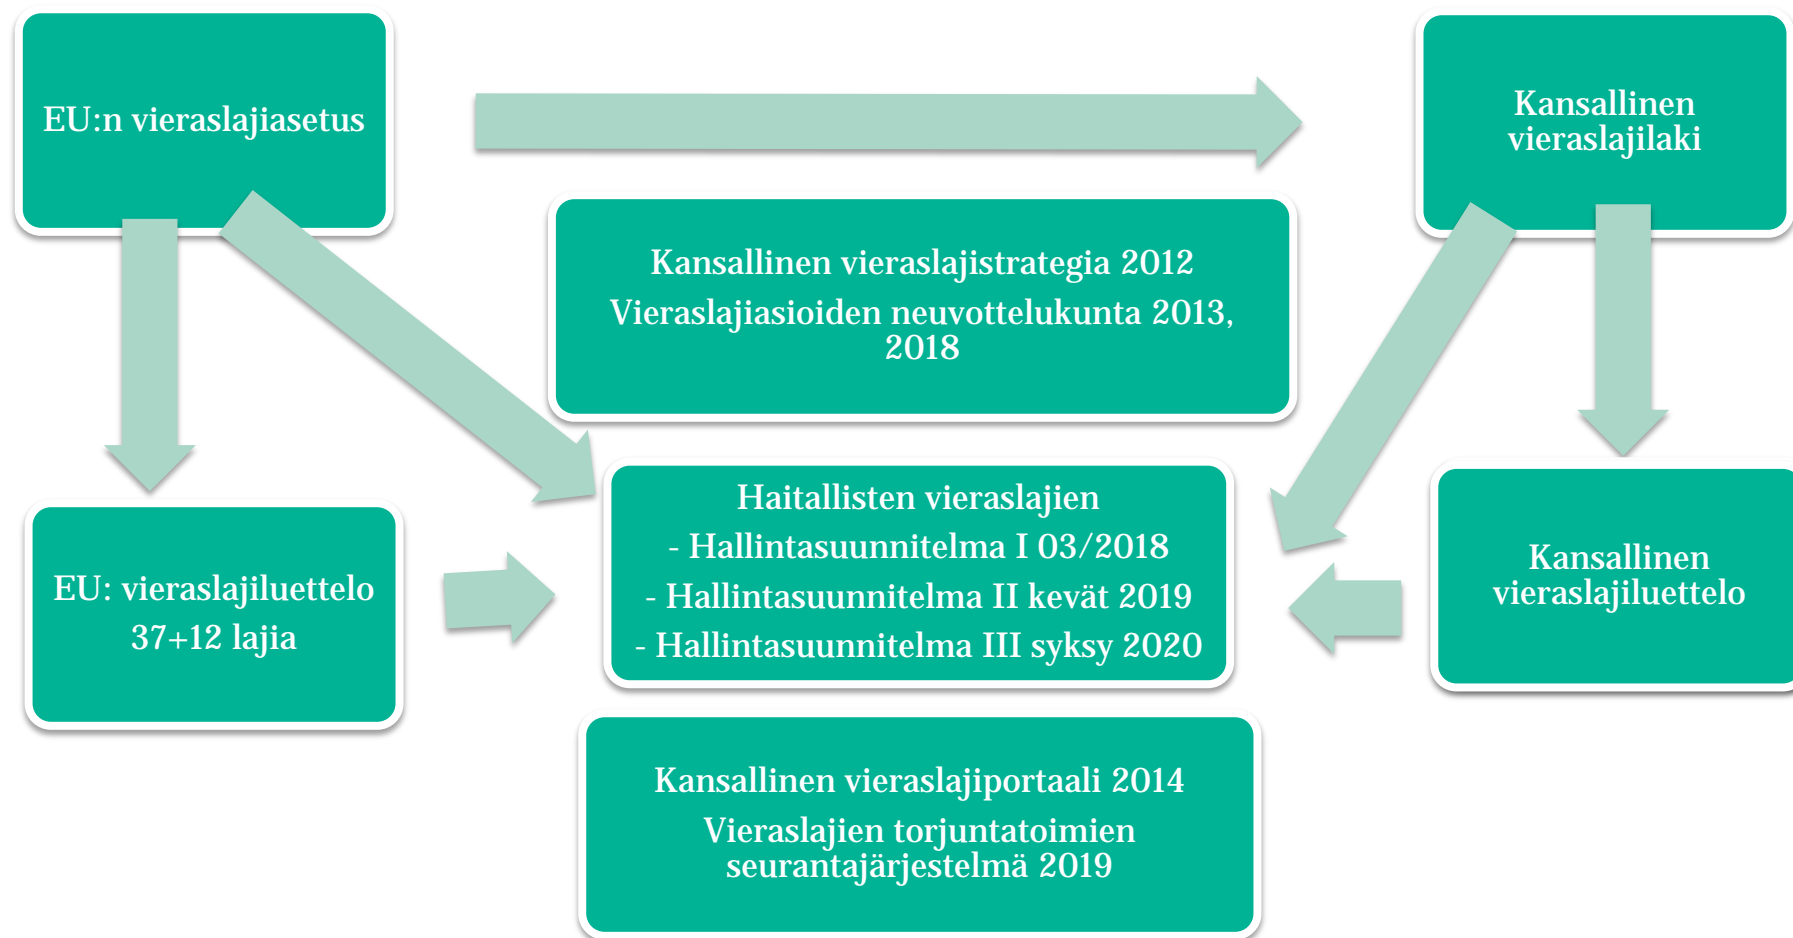 EU:n vieraslajiasetus
Kansallinen
vieraslajilaki
Kansallinen vieraslajistrategia 2012
Vieraslajiasioiden neuvottelukunta 2013,
2018
EU: vieraslajiluettelo
37+12 lajia
Haitallisten vieraslajien
- Hallintasuunnitelma I 03/2018
- Hallintasuunnitelma II kevät 2019
- Hallintasuunnitelma III syksy 2020
Kansallinen
vieraslajiluettelo
Kansallinen vieraslajiportaali 2014
Vieraslajien torjuntatoimien
seurantajärjestelmä 2019